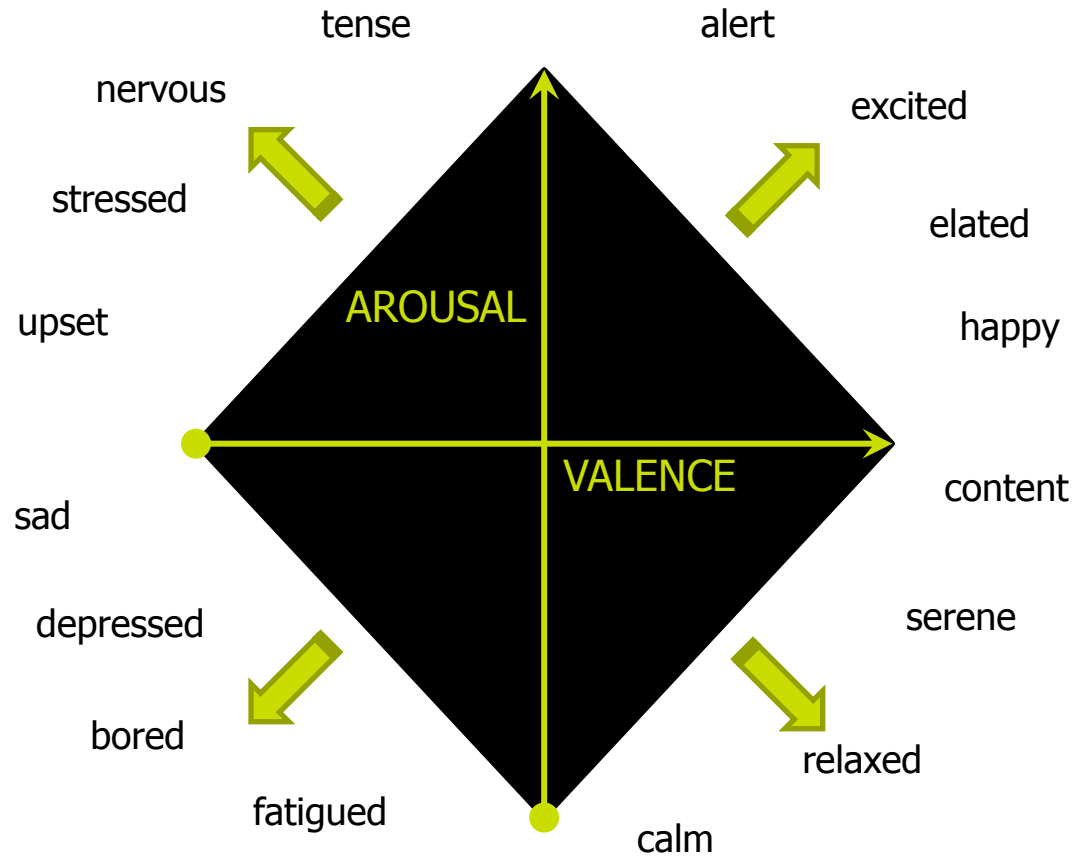 tense
alert
nervous
excited
stressed
elated
AROUSAL
upset
happy
VALENCE
content
sad
serene
depressed
bored
relaxed
fatigued
calm